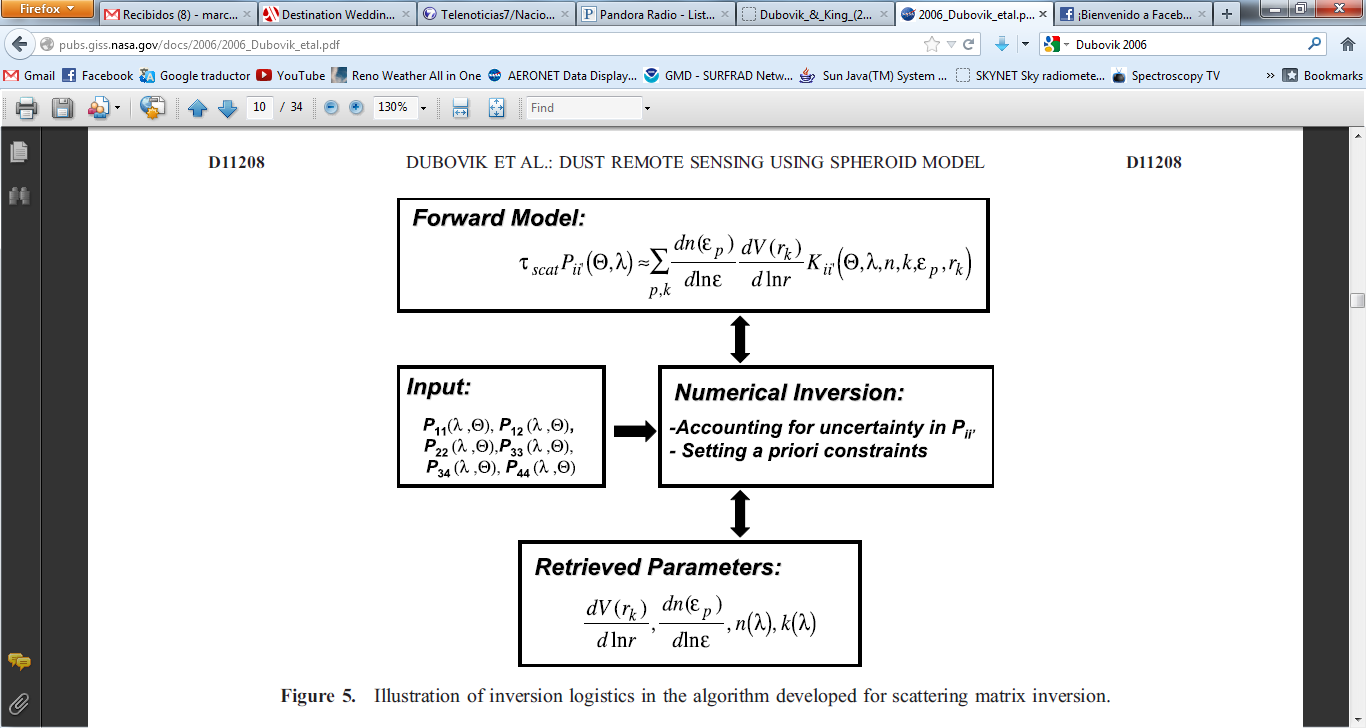 Firefox
Recibidos (8) - marc...
Destination Weddin...
Telenoticias7/Nacio...
Pandora Radio - List...
Dubovik_&_King_(2...
2006_Dubovik_etal.p...
¡Bienvenido a Faceb...
pubs.giss.nasa.gov/docs/2006/2006_Dubovik_etal.pdf
Dubovik 2006
Gmail
Facebook
Google traductor
YouTube
Reno Weather All in One
AERONET Data Display...
GMD - SURFRAD Netw...
Sun Java(TM) System ...
SKYNET Sky radiomete...
Spectroscopy TV
»
Bookmarks
10 / 34
130%
Find
D11208 DUBOVIK ET AL.: DUST REMOTE SENSING USING SPHEROID MODEL D11208
Forward Model:
τ_scat P_ii'(Θ,λ) ≈ ∑_p,k dn(ε_p)/dlnε dV(r_k)/dlnr K_ii'(Θ,λ,n,k,ε_p,r_k)
Input:
P11(λ,Θ), P12 (λ,Θ),
P22 (λ,Θ),P33 (λ,Θ),
P34 (λ,Θ), P44 (λ,Θ)
Numerical Inversion:
-Accounting for uncertainty in P_ii'
- Setting a priori constraints
Retrieved Parameters:
dV(r_k)/dlnr, dn(ε_p)/dlnε, n(λ), k(λ)
Figure 5. Illustration of inversion logistics in the algorithm developed for scattering matrix inversion.